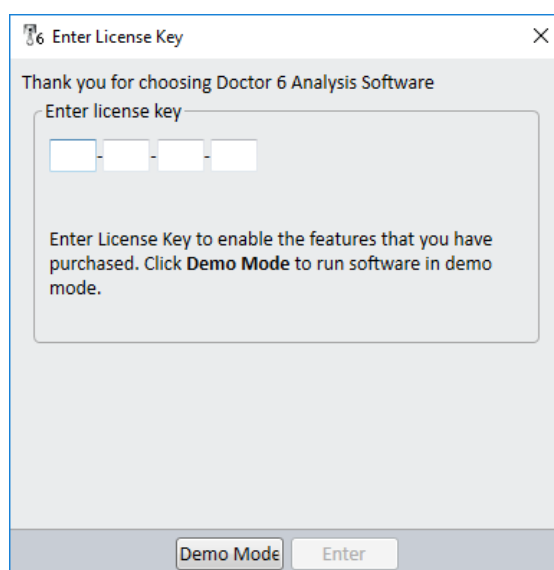 6 Enter License Key
Thank you for choosing Doctor 6 Analysis Software
Enter license key
- - -
Enter License Key to enable the features that you have
purchased. Click Demo Mode to run software in demo
mode.
Demo Mode Enter